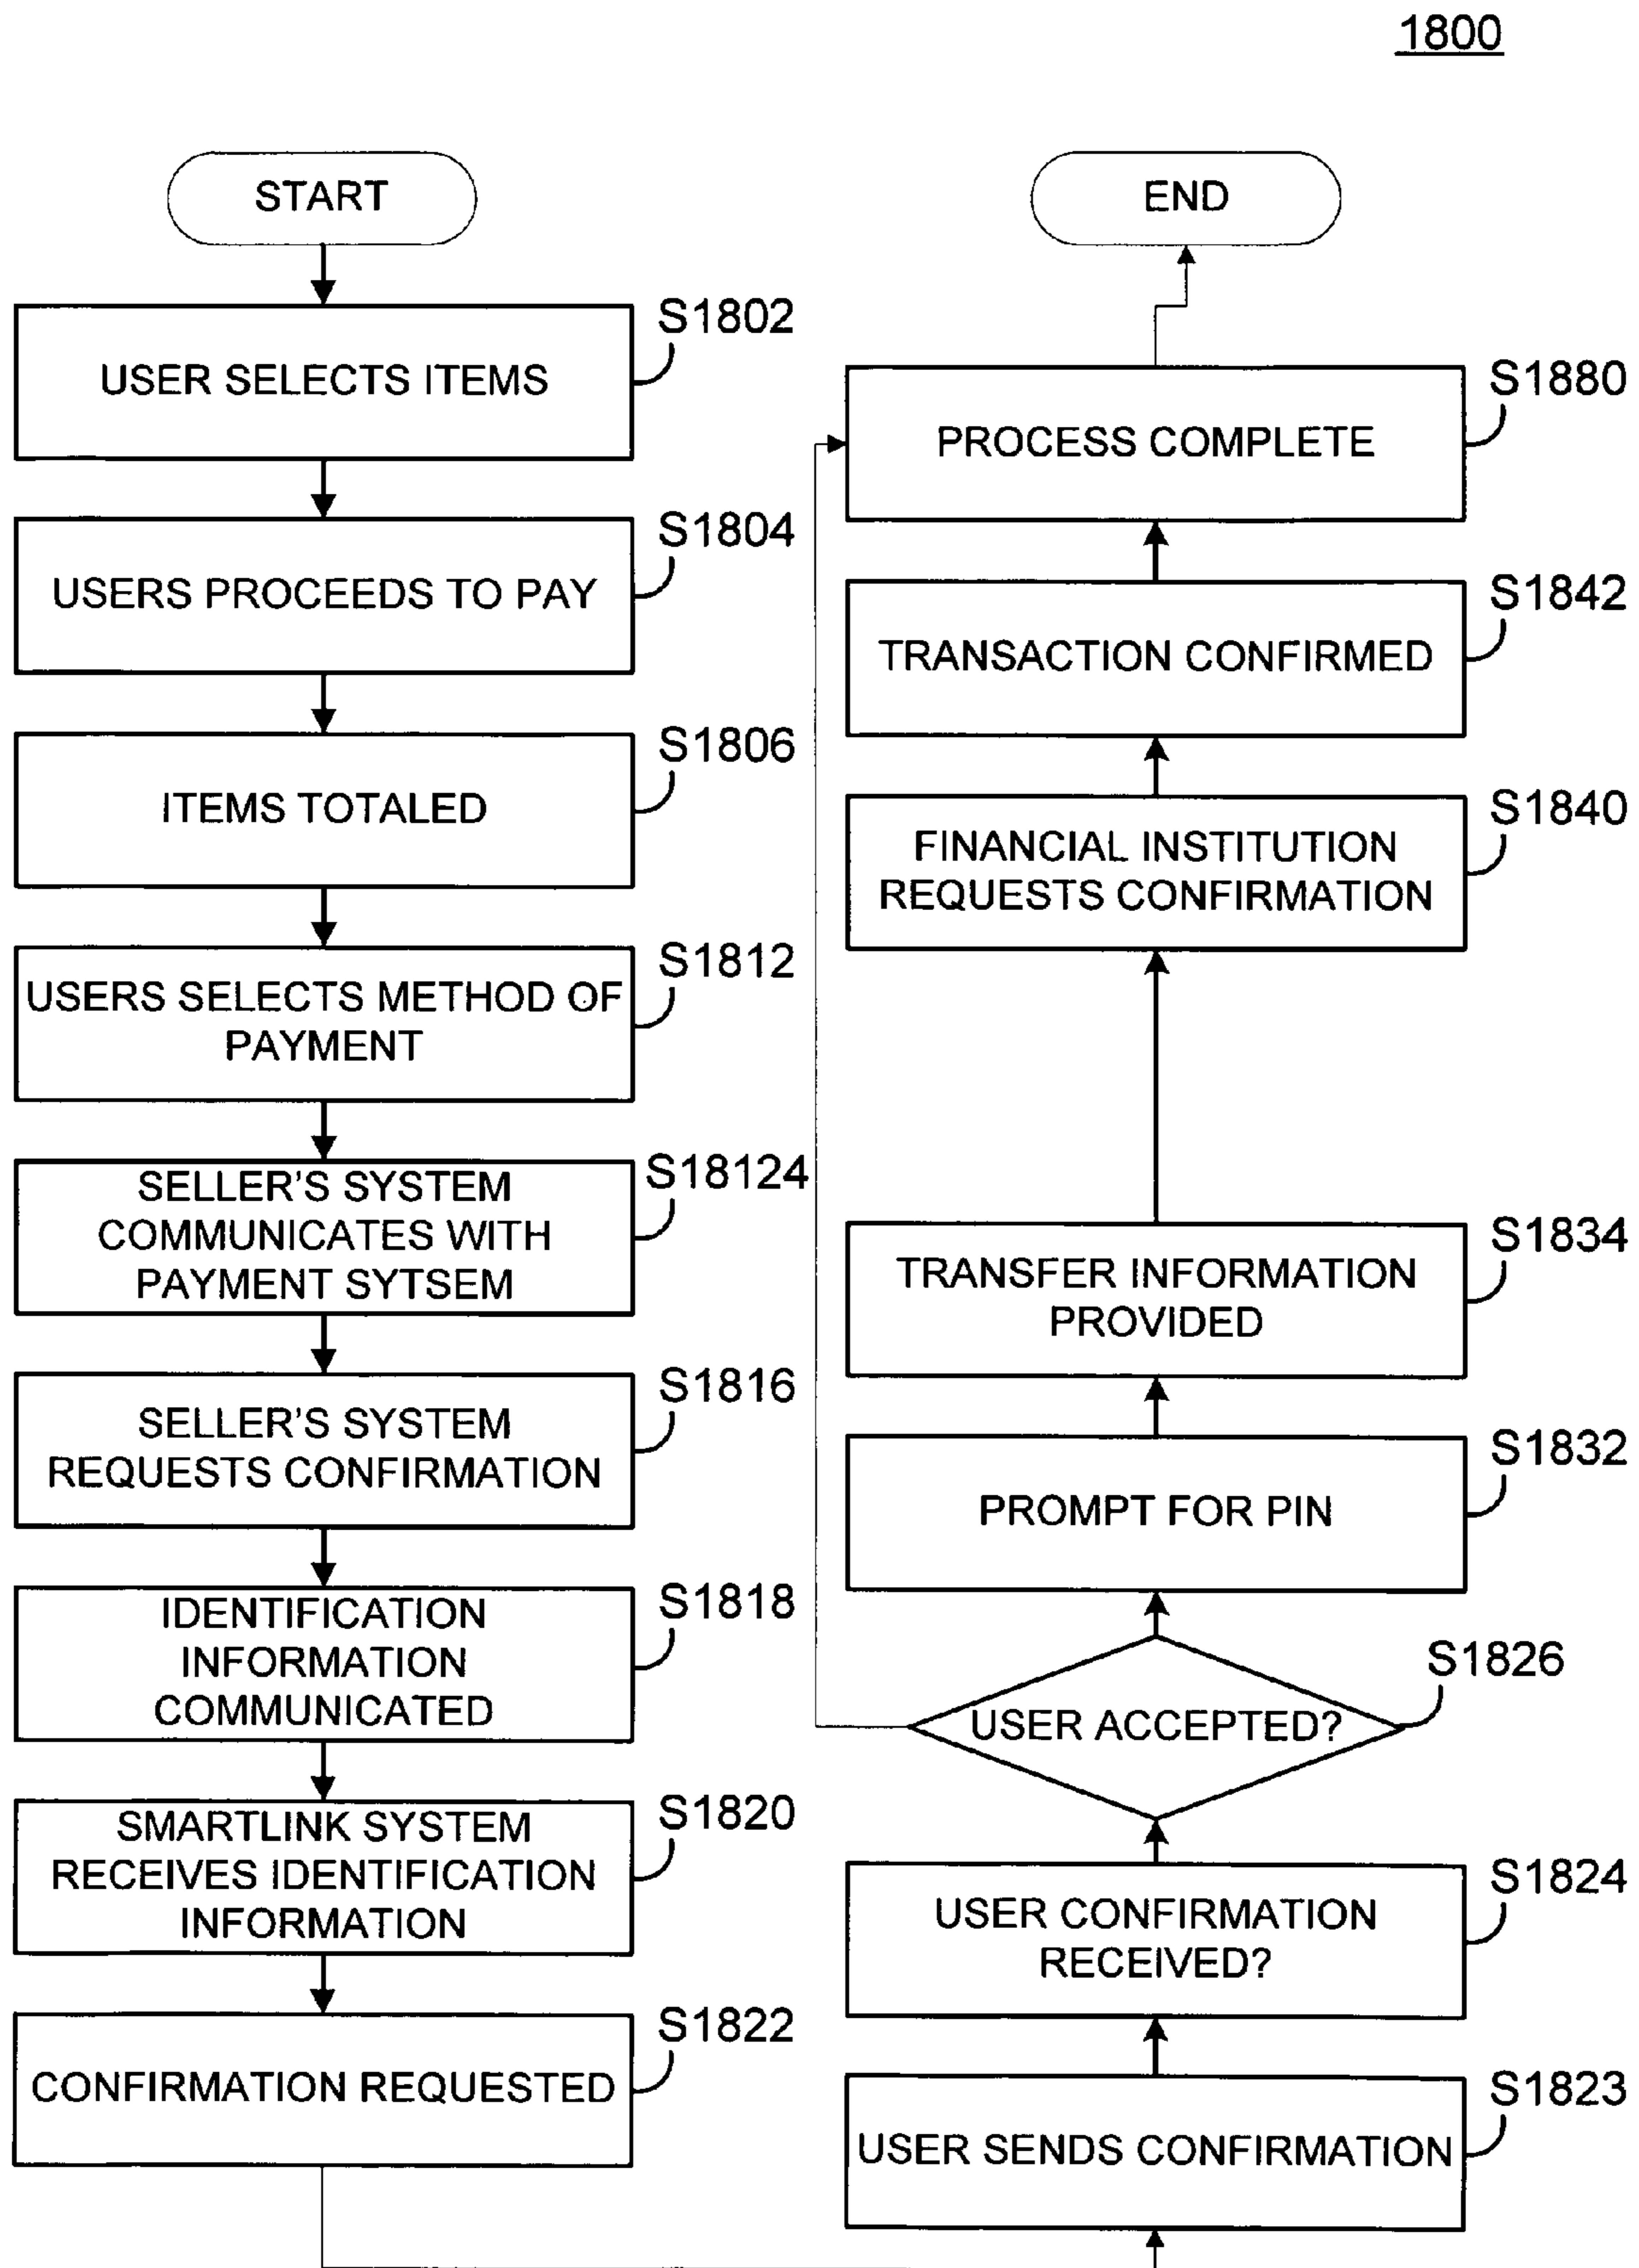 1800
START
S1802
USER SELECTS ITEMS
S1804
USERS PROCEEDS TO PAY
S1806
ITEMS TOTALED
S1812
USERS SELECTS METHOD OF
PAYMENT
S18124
SELLER'S SYSTEM
COMMUNICATES WITH
PAYMENT SYTSEM
S1816
SELLER'S SYSTEM
REQUESTS CONFIRMATION
S1818
IDENTIFICATION
INFORMATION
COMMUNICATED
S1820
SMARTLINK SYSTEM
RECEIVES IDENTIFICATION
INFORMATION
S1822
CONFIRMATION REQUESTED
S1823
USER SENDS CONFIRMATION
S1824
USER CONFIRMATION
RECEIVED?
S1826
USER ACCEPTED?
S1832
PROMPT FOR PIN
S1834
TRANSFER INFORMATION
PROVIDED
S1840
FINANCIAL INSTITUTION
REQUESTS CONFIRMATION
S1842
TRANSACTION CONFIRMED
S1880
PROCESS COMPLETE
END